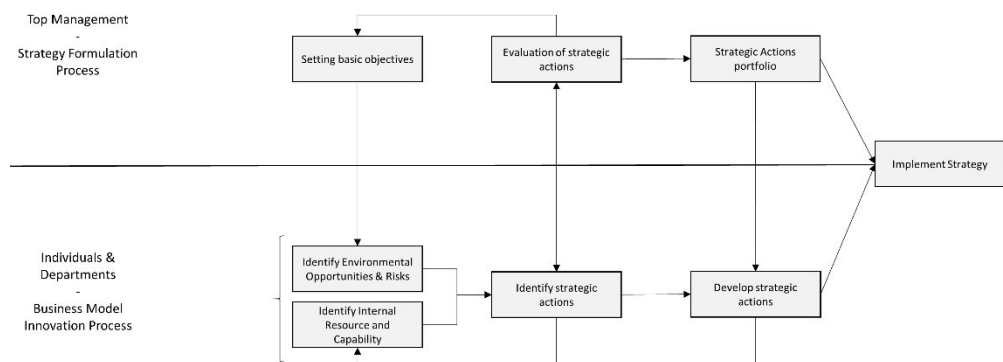 Top Management
-
Strategy Formulation
Process
Setting basic objectives
Evaluation of strategic
actions
Strategic Actions
portfolio
Implement Strategy
Individuals &
Departments
-
Business Model
Innovation Process
Identify Environmental
Opportunities & Risks
Identify Internal
Resource and
Capability
Identify strategic
actions
Develop strategic
actions